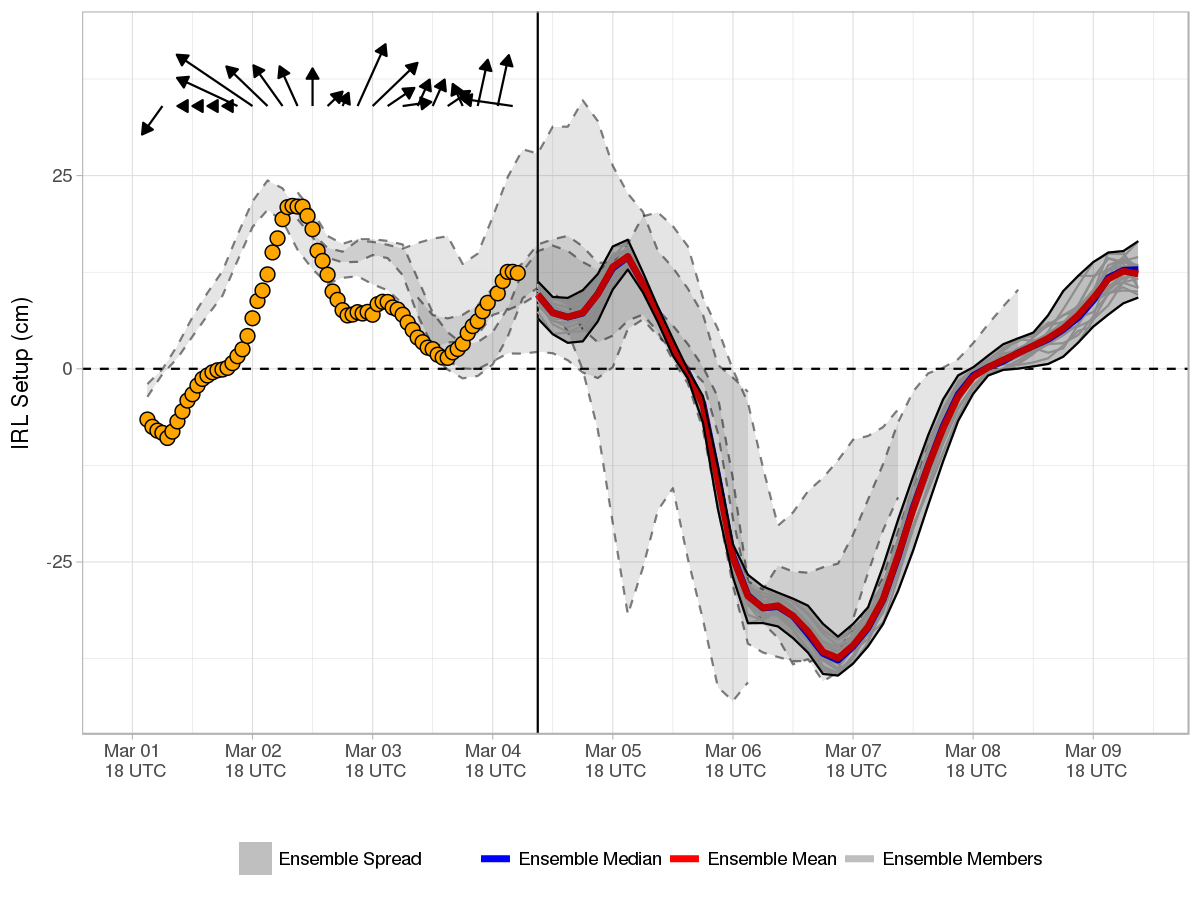 IRL Setup (cm)
25
0
-25
Mar 01 Mar 02 Mar 03 Mar 04 Mar 05 Mar 06 Mar 07 Mar 08 Mar 09
18 UTC 18 UTC 18 UTC 18 UTC 18 UTC 18 UTC 18 UTC 18 UTC 18 UTC
Ensemble Spread Ensemble Median Ensemble Mean Ensemble Members